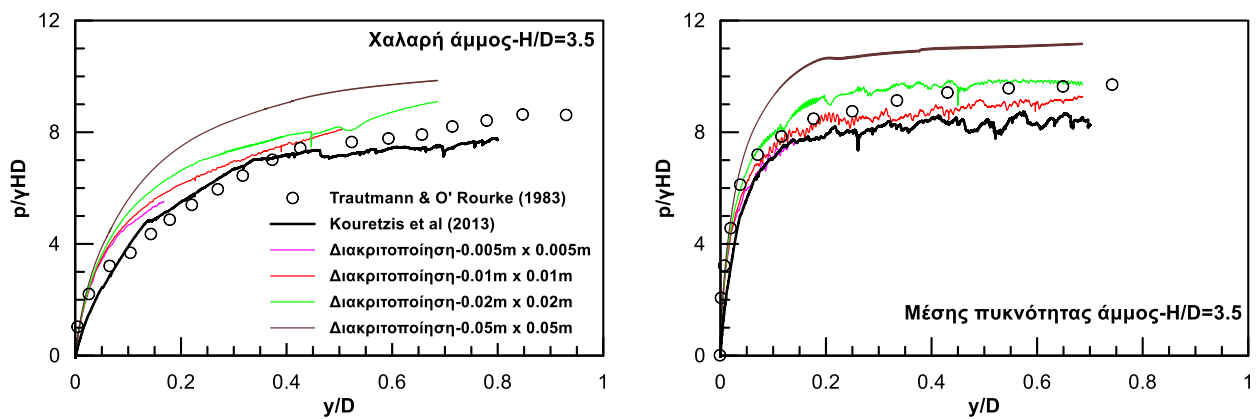 12
8
4
0
p/γHD
0
0.2
0.4
0.6
0.8
1
y/D
Χαλαρή άμμος-H/D=3.5
Trautmann & O' Rourke (1983)
Kouretzis et al (2013)
Διακριτοποίηση-0.005m x 0.005m
Διακριτοποίηση-0.01m x 0.01m
Διακριτοποίηση-0.02m x 0.02m
Διακριτοποίηση-0.05m x 0.05m
12
8
4
0
p/γHD
0
0.2
0.4
0.6
0.8
1
y/D
Μέσης πυκνότητας άμμος-H/D=3.5